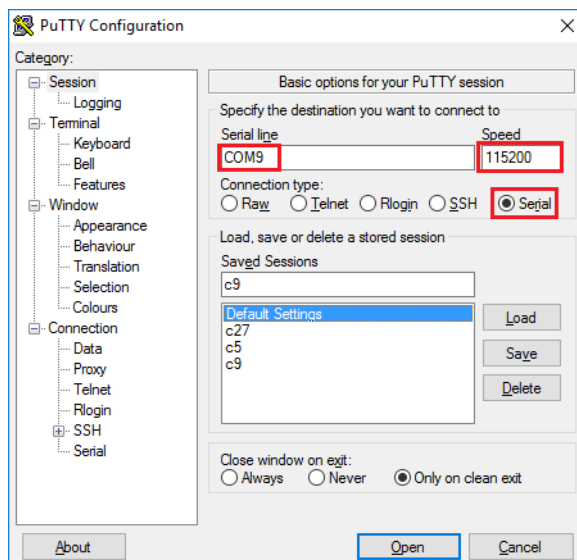 PuTTY Configuration
Category:
Session
Logging
Terminal
Keyboard
Bell
Features
Window
Appearance
Behaviour
Translation
Selection
Colours
Connection
Data
Proxy
Telnet
Rlogin
SSH
Serial
Basic options for your PuTTY session
Specify the destination you want to connect to
Serial line
Speed
COM9
115200
Connection type:
Raw Telnet Rlogin SSH Serial
Load, save or delete a stored session
Saved Sessions
c9
Default Settings
c27
c5
c9
Load
Save
Delete
Close window on exit:
Always Never Only on clean exit
About
Open
Cancel